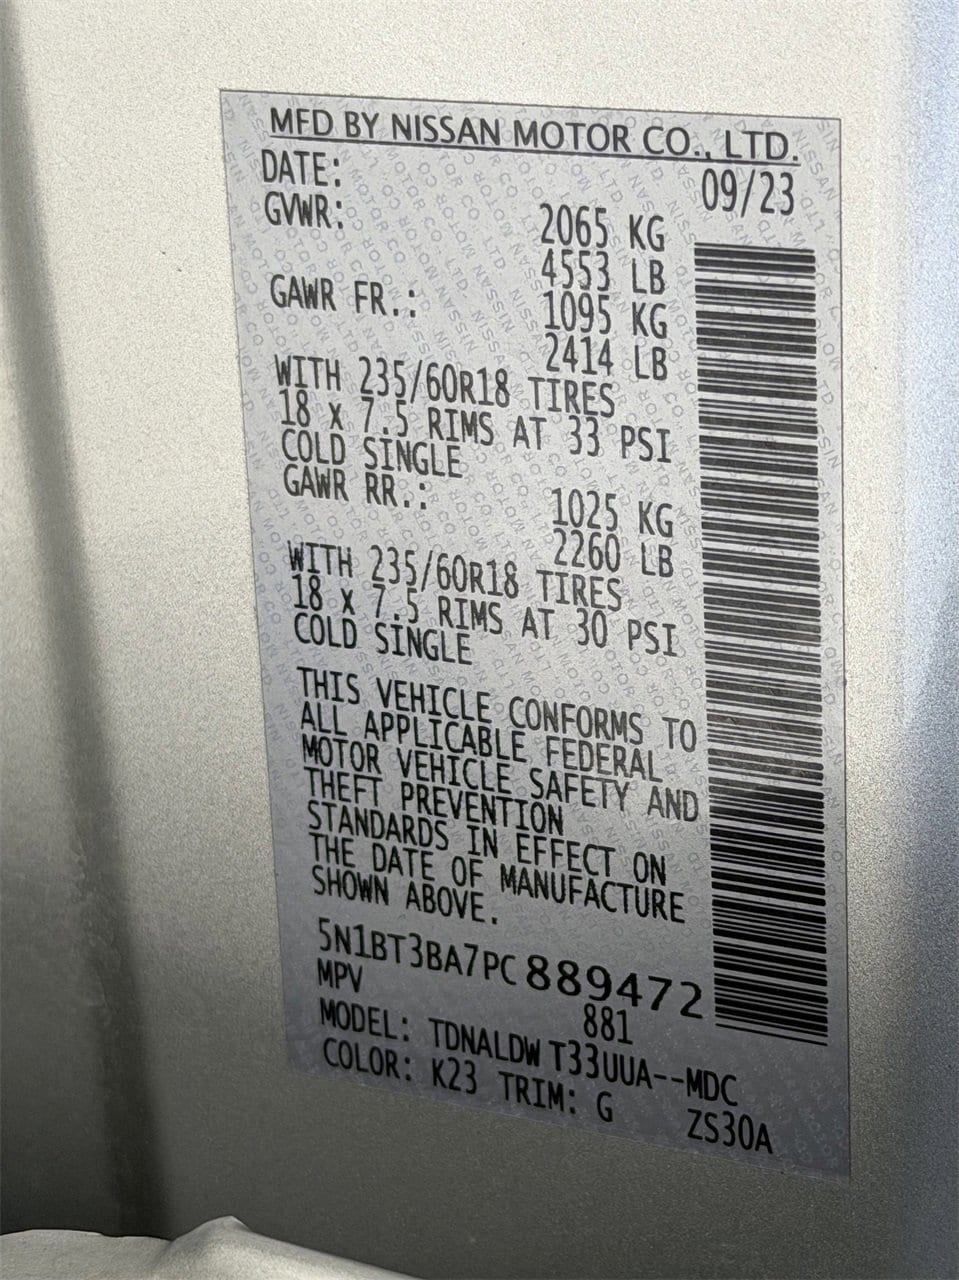 MFD BY NISSAN MOTOR CO., LTD.
DATE: 09/23
GVWR: 2065 KG
4553 LB
GAWR FR.: 1095 KG
2414 LB
WITH 235/60R18 TIRES
18 x 7.5 RIMS AT 33 PSI
COLD SINGLE
GAWR RR.: 1025 KG
2260 LB
WITH 235/60R18 TIRES
18 x 7.5 RIMS AT 30 PSI
COLD SINGLE
THIS VEHICLE CONFORMS TO
ALL APPLICABLE FEDERAL
MOTOR VEHICLE SAFETY AND
THEFT PREVENTION
STANDARDS IN EFFECT ON
THE DATE OF MANUFACTURE
SHOWN ABOVE.
5N1BT3BA7PC889472
MPV 881
MODEL: TDNALDW T33UUA--MDC
COLOR: K23 TRIM: G ZS30A